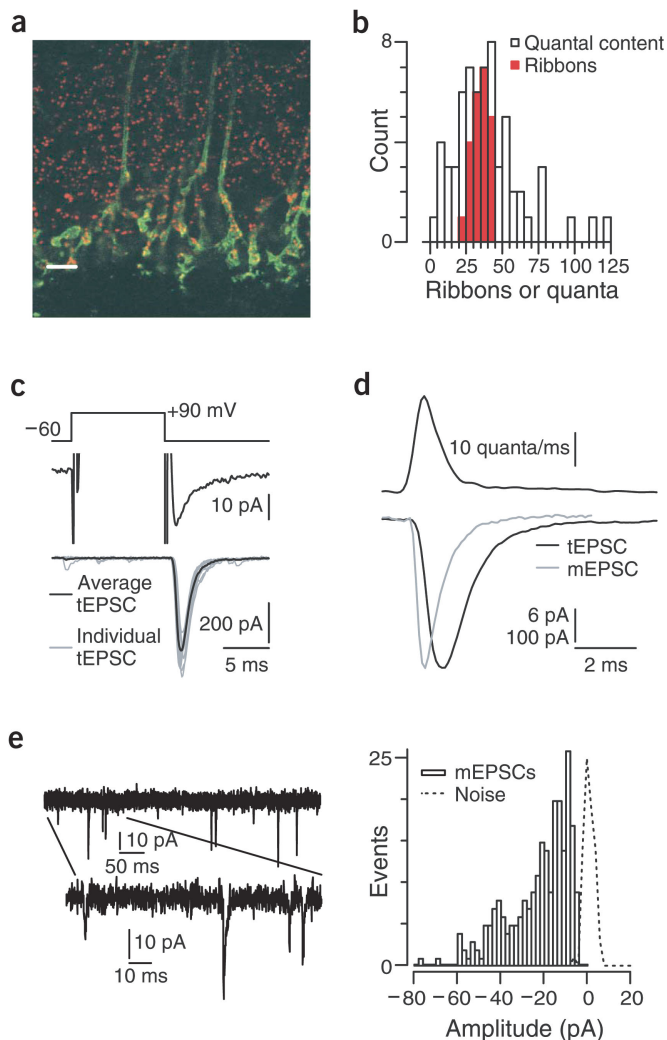 a
b
8
Quantal content
Ribbons
Count
0
0 25 50 75 100 125
Ribbons or quanta
c
−60
+90 mV
10 pA
Average
tEPSC
Individual
tEPSC
200 pA
5 ms
d
10 quanta/ms
tEPSC
mEPSC
6 pA
100 pA
2 ms
e
10 pA
50 ms
10 pA
10 ms
25
mEPSCs
Noise
Events
0
−80 −60 −40 −20 0 20
Amplitude (pA)